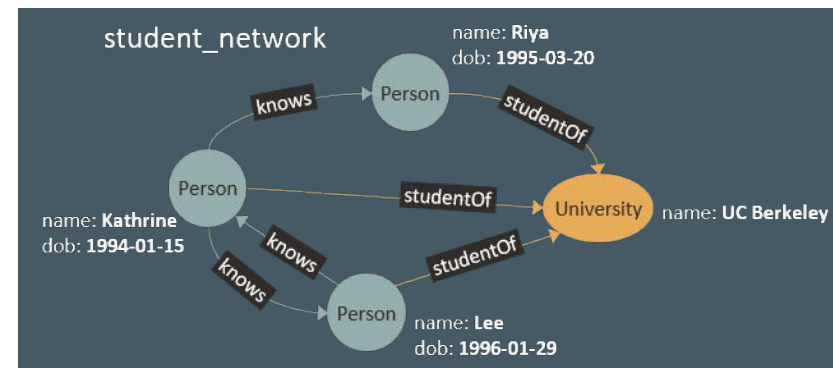 student_network
name: Riya
dob: 1995-03-20
Person
knows
studentOf
Person
studentOf
University
name: UC Berkeley
name: Kathrine
dob: 1994-01-15
knows
knows
studentOf
Person
name: Lee
dob: 1996-01-29